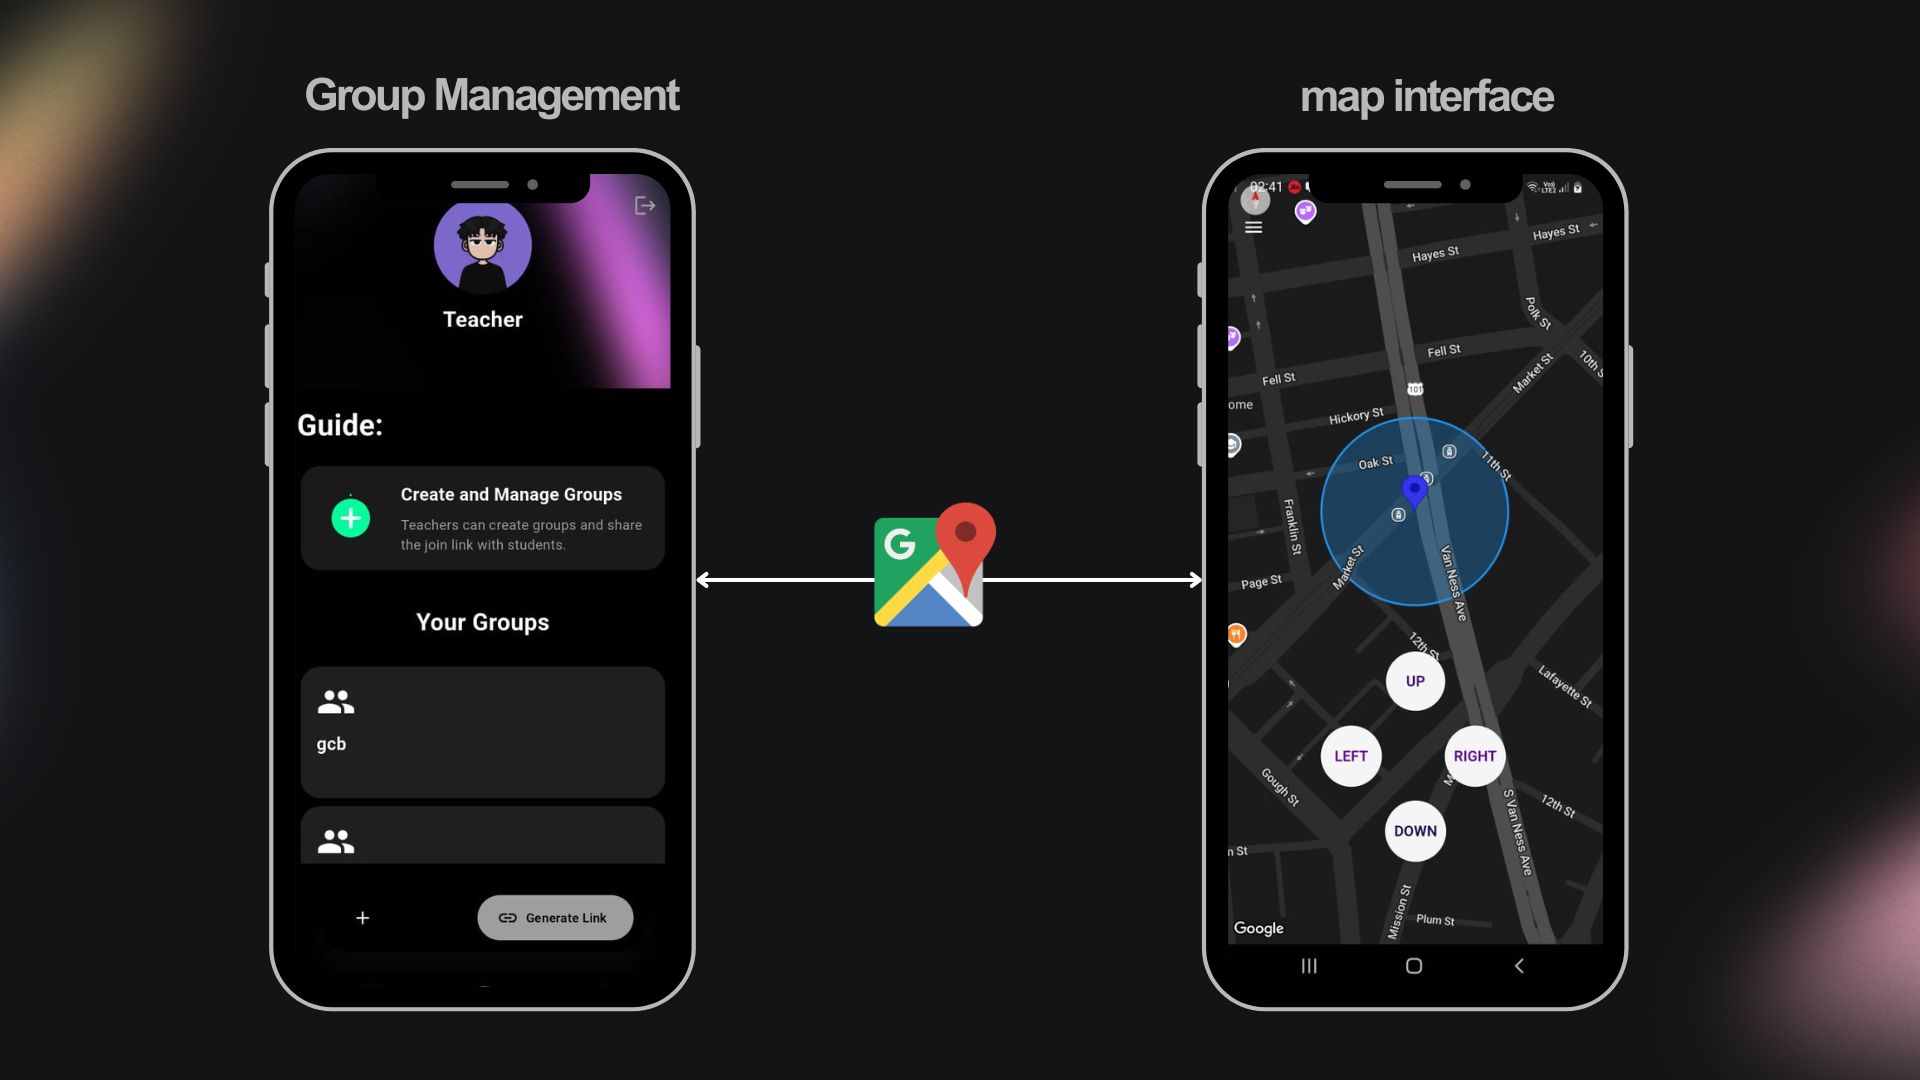 Group Management
map interface
Teacher
Guide:
Create and Manage Groups
Teachers can create groups and share
the join link with students.
Your Groups
gcb
Generate Link
G
02:41
LTE2
Hayes St
Hayes St
Polk St
Fell St
Fell St
Market St
10th S
101
ome
Hickory St
Oak St
11th St
Franklin St
Market St
Page St
Van Ness Ave
12th St
UP
Lafayette St
LEFT
RIGHT
Gough St
12th St
S Van Ness Ave
DOWN
n St
Mission St
Plum St
Google